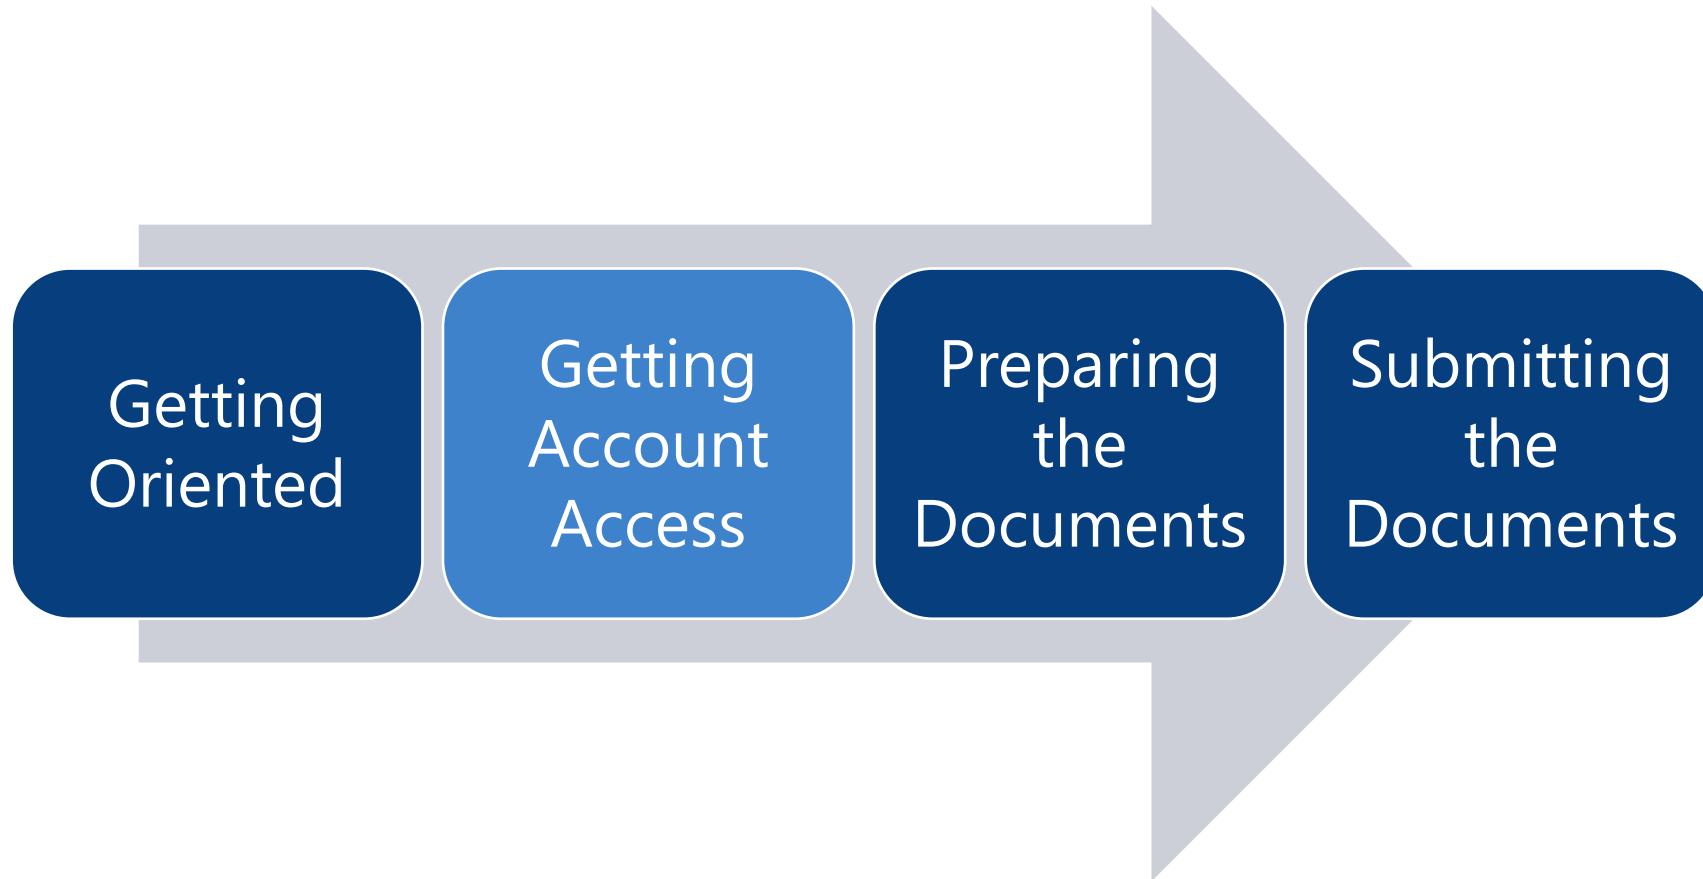 Getting
Oriented
Getting
Account
Access
Preparing
the
Documents
Submitting
the
Documents